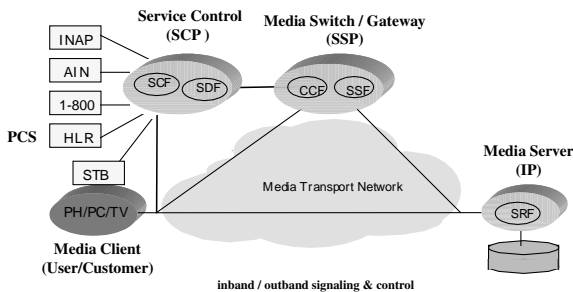 Service Control
(SCP )
Media Switch / Gateway
(SSP)
INAP
AIN
1-800
PCS
HLR
STB
SCF
SDF
CCF
SSF
Media Server
(IP)
Media Transport Network
PH/PC/TV
SRF
Media Client
(User/Customer)
inband / outband signaling & control